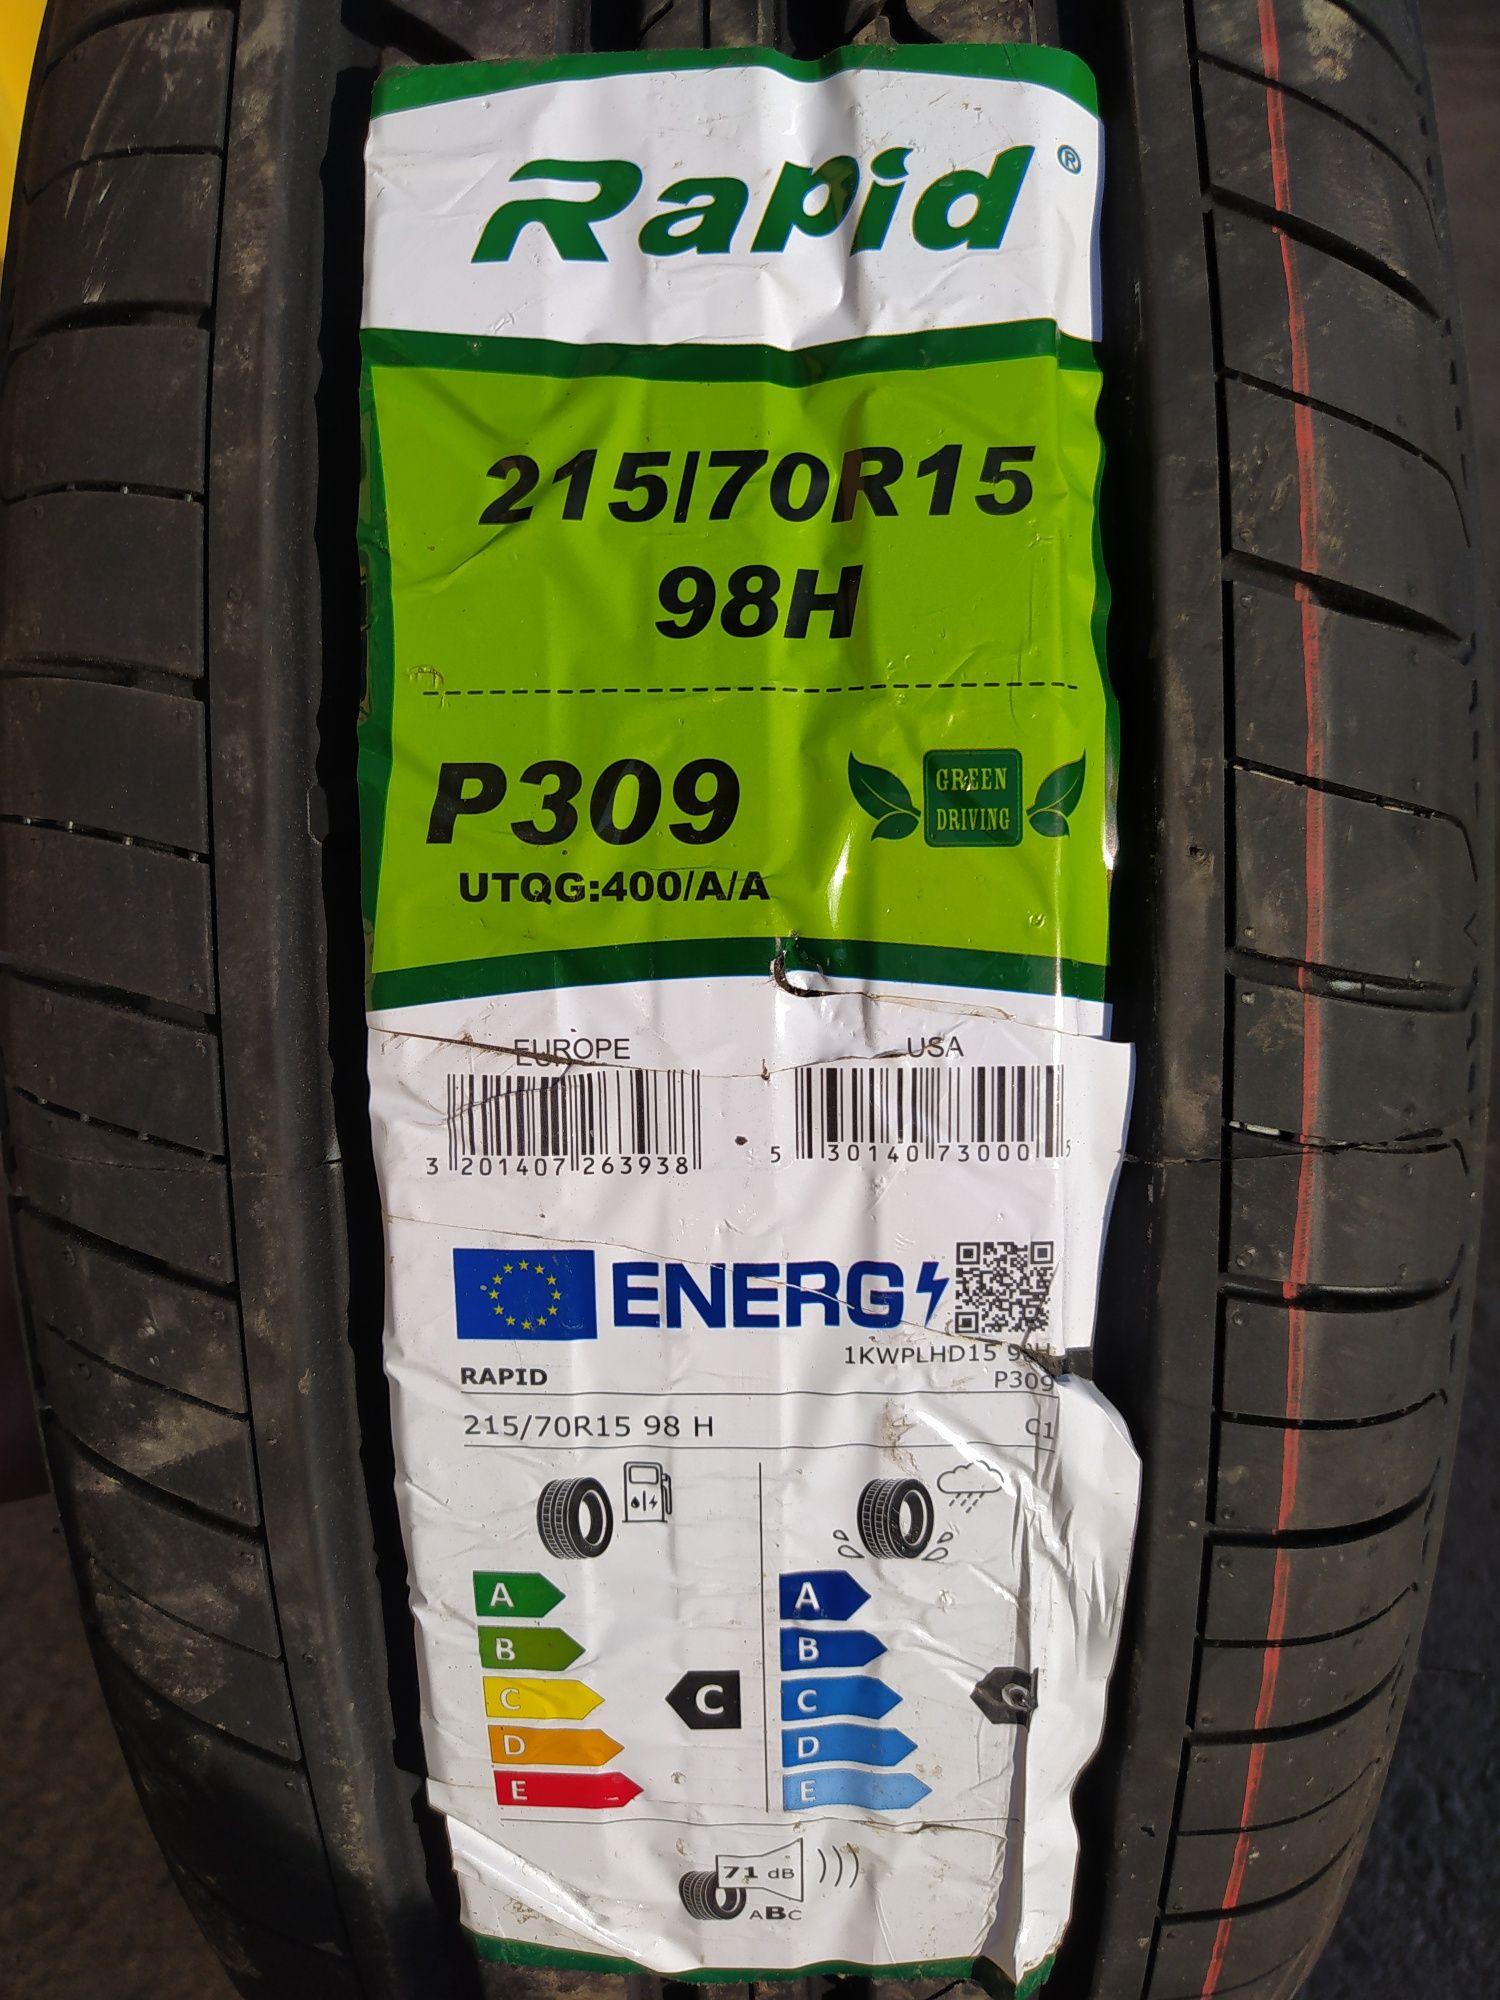 Rapid®
215/70R15
98H
P309
GREEN
DRIVING
UTQG:400/A/A
EUROPE
USA
3 201407 263938
5 30140 73000 5
ENERG
1KWPLHD15 98H
RAPID
P309
215/70R15 98 H
C1
A
A
B
B
C
C
C
C
D
D
E
E
71 dB
ABC